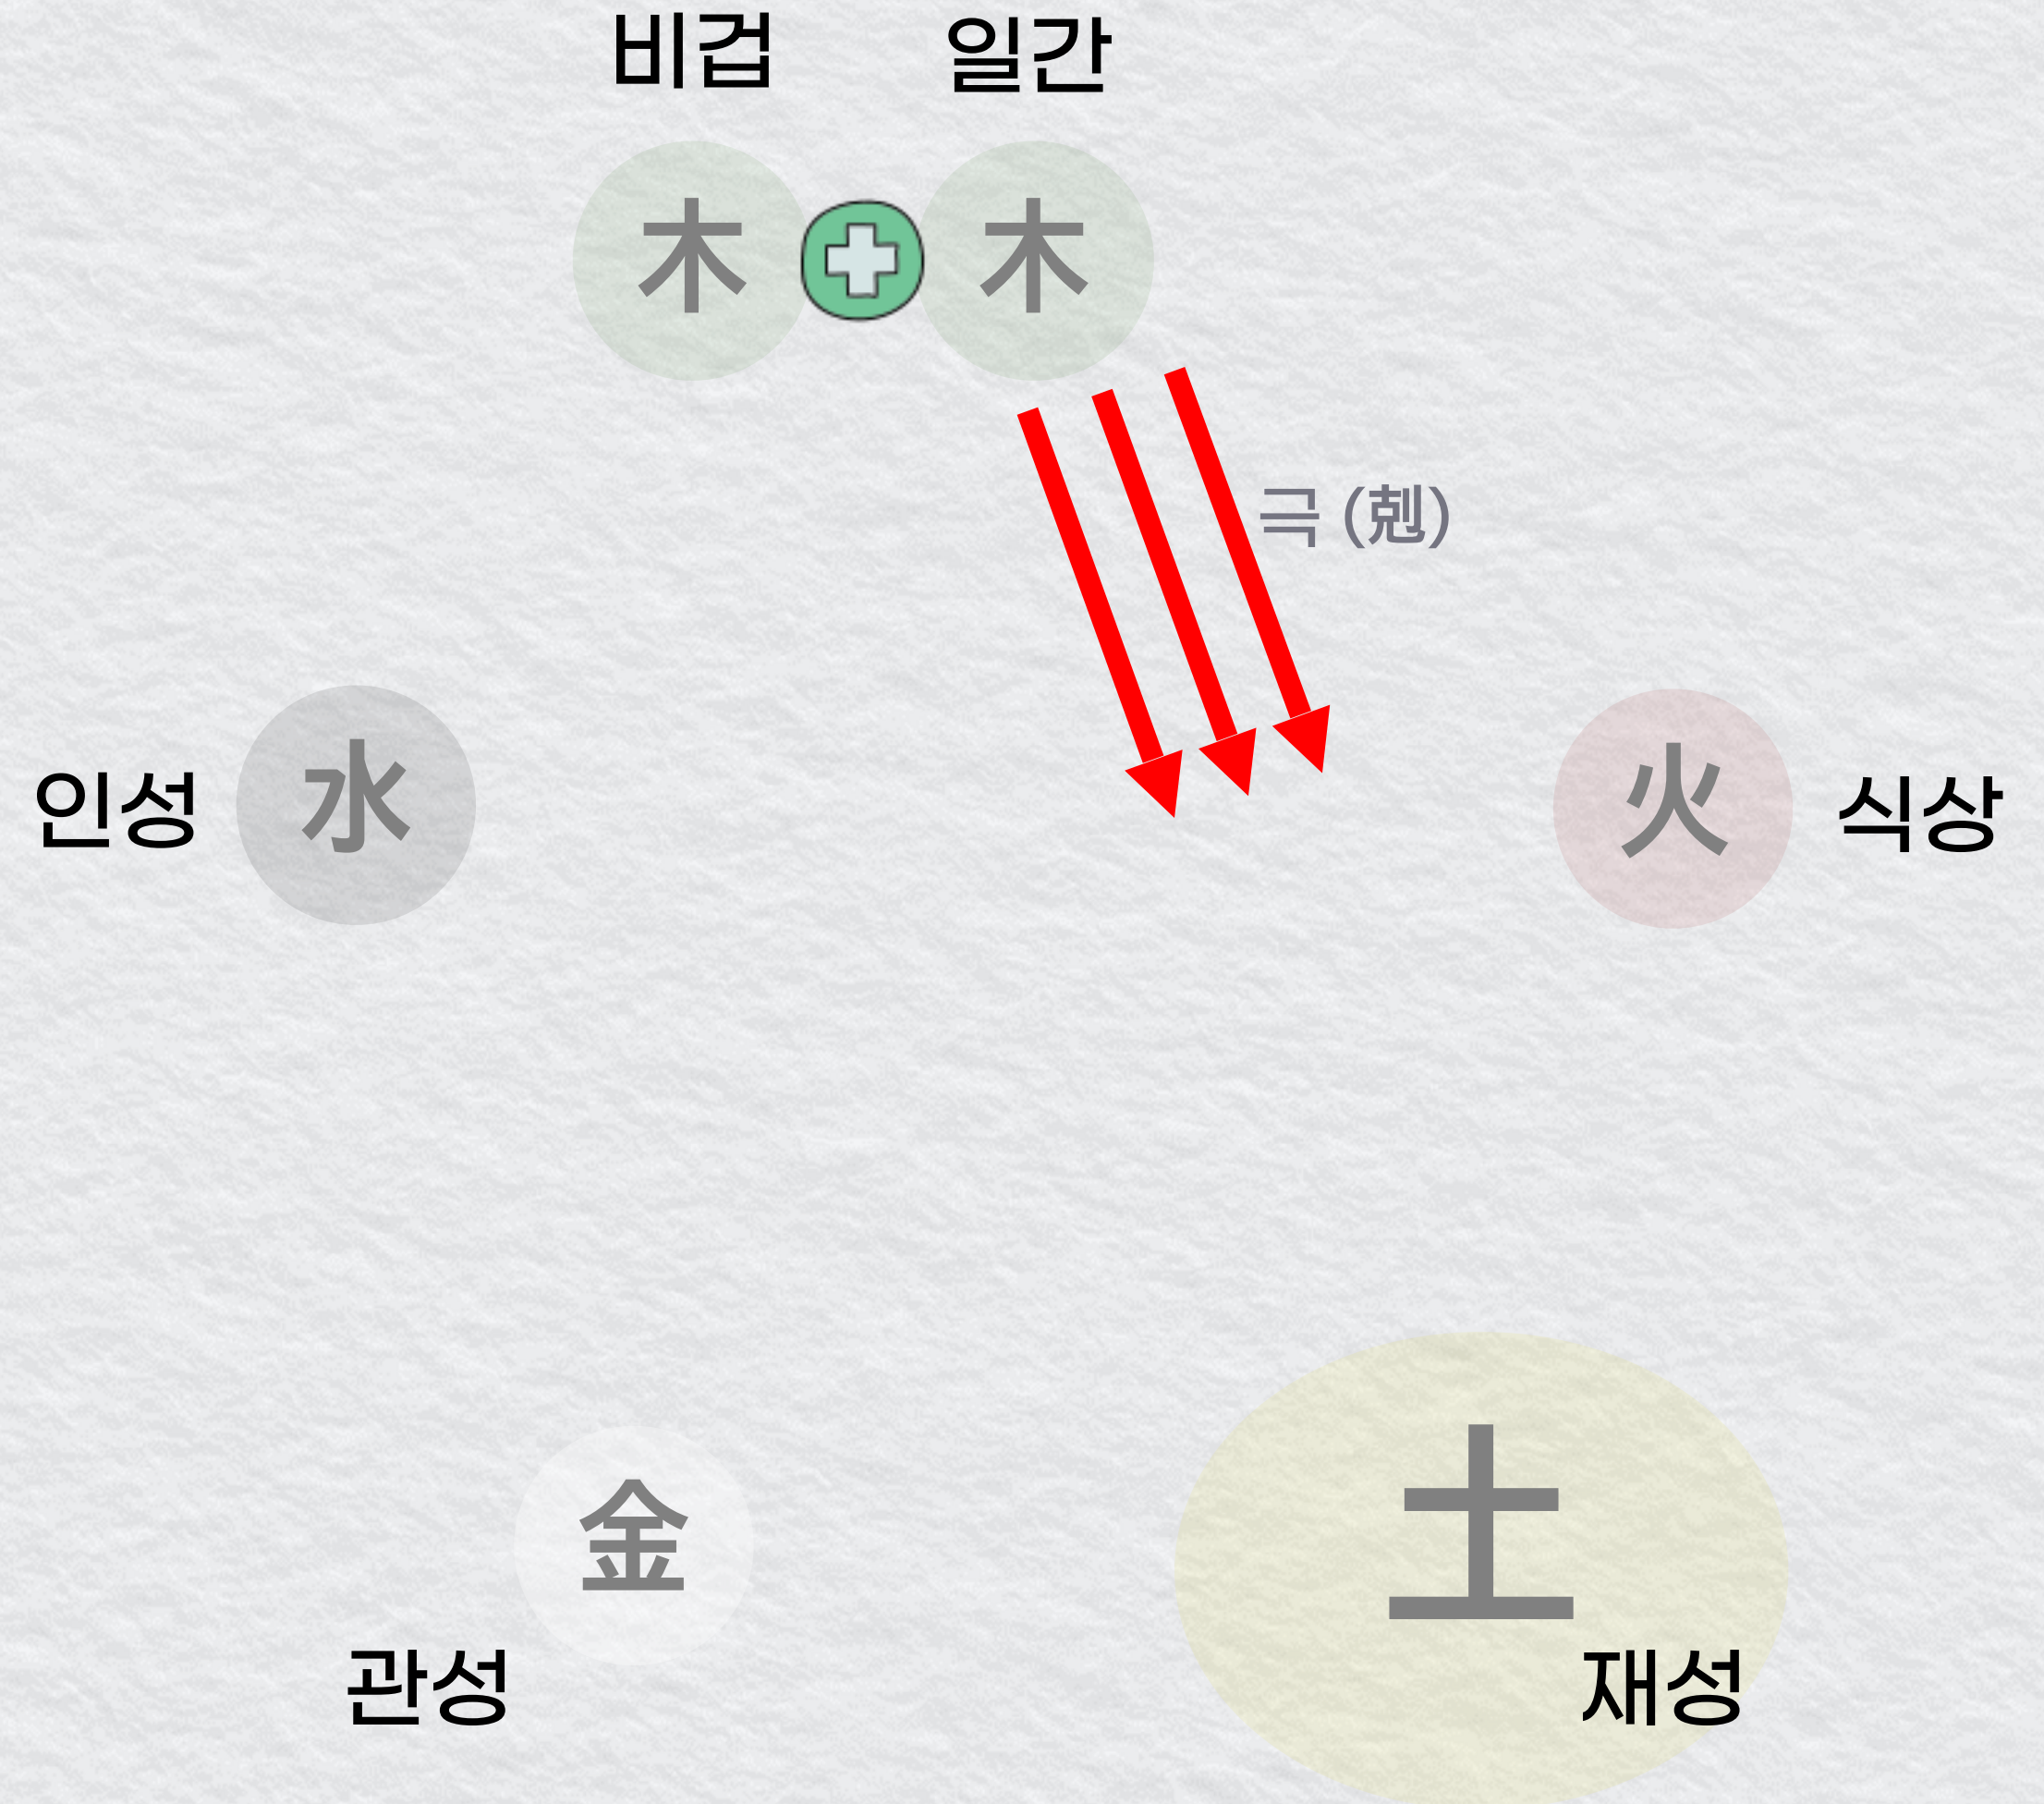 비겁 일간
木 木
극 (剋)
인성 水 火 식상
金 土
관성 재성